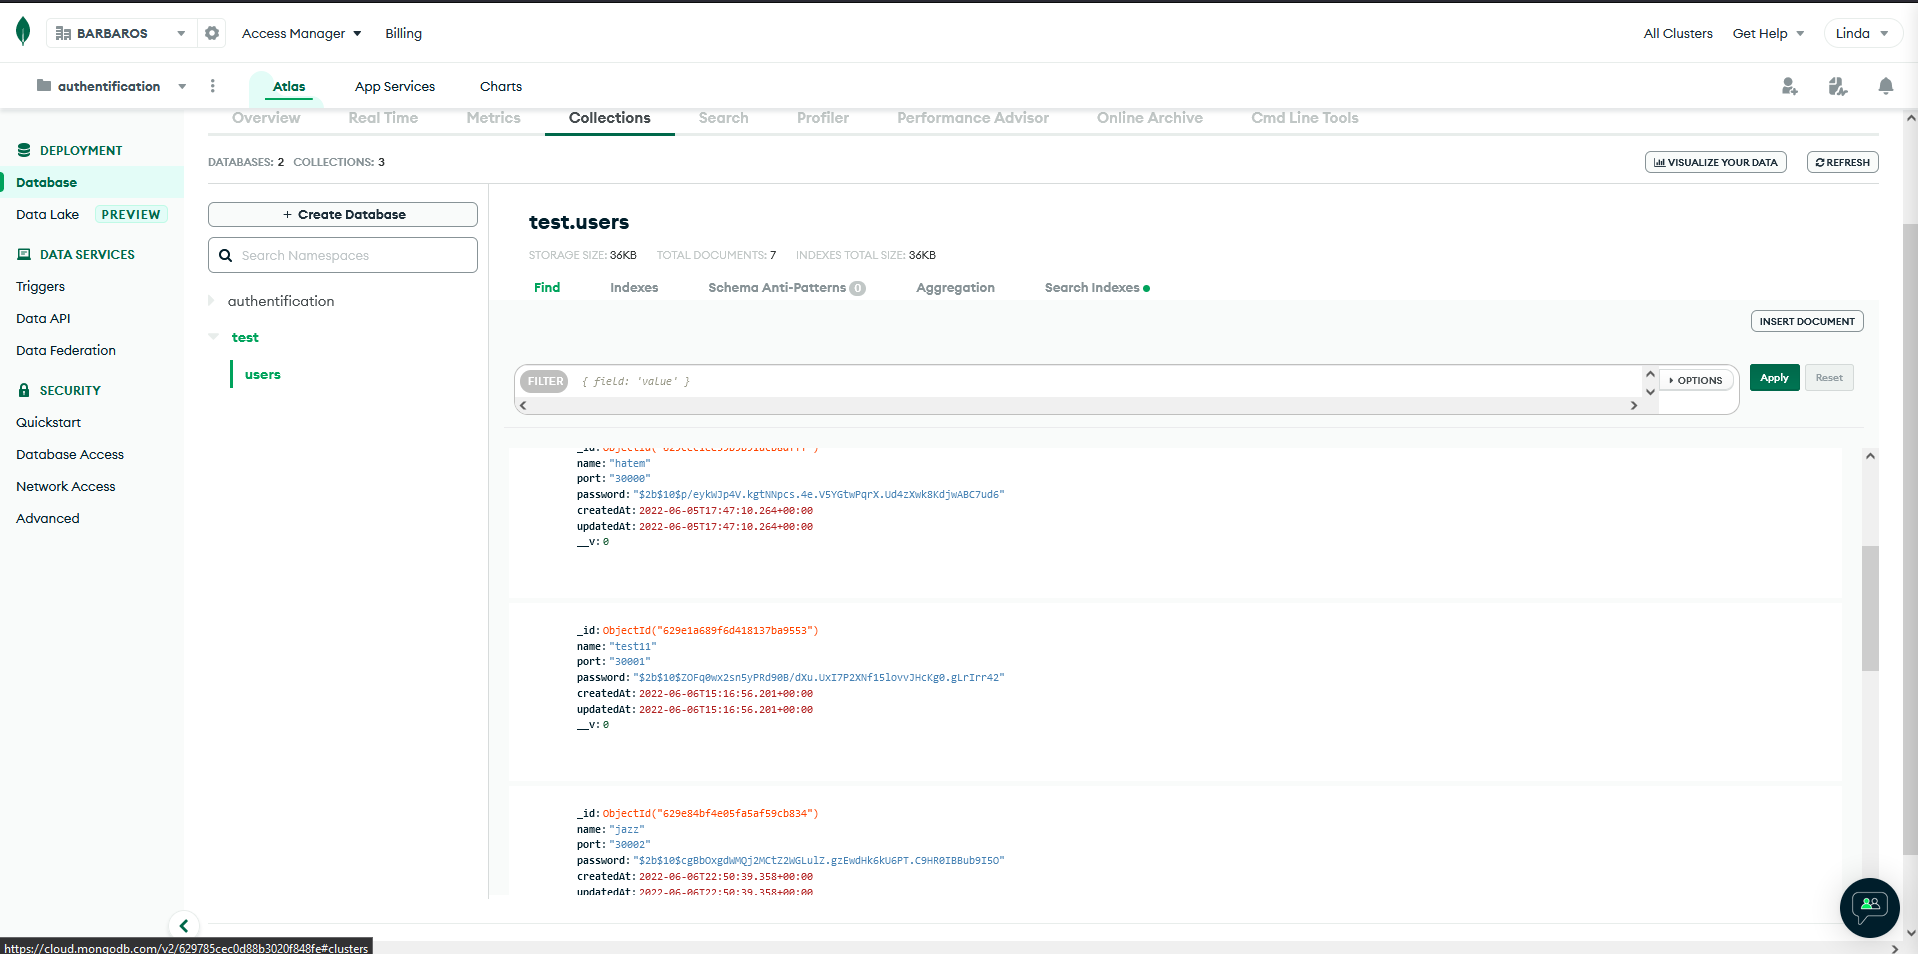 BARBAROS
Access Manager
Billing
All Clusters
Get Help
Linda
authentification
Atlas
App Services
Charts
Overview
Real Time
Metrics
Collections
Search
Profiler
Performance Advisor
Online Archive
Cmd Line Tools
DEPLOYMENT
Database
Data Lake PREVIEW
DATA SERVICES
Triggers
Data API
Data Federation
SECURITY
Quickstart
Database Access
Network Access
Advanced
DATABASES: 2 COLLECTIONS: 3
VISUALIZE YOUR DATA
REFRESH
+ Create Database
Search Namespaces
authentification
test
users
test.users
STORAGE SIZE: 36KB TOTAL DOCUMENTS: 7 INDEXES TOTAL SIZE: 36KB
Find
Indexes
Schema Anti-Patterns 0
Aggregation
Search Indexes
INSERT DOCUMENT
FILTER { field: 'value' }
OPTIONS
Apply
Reset
name: "hatem"
port: "30000"
password: "$2b$10$p/eykWJp4V.kgtNNpcs.4e.V5YGtwPqrX.Ud4zXwk8KdjwABC7ud6"
createdAt: 2022-06-05T17:47:10.264+00:00
updatedAt: 2022-06-05T17:47:10.264+00:00
__v: 0
_id: ObjectId("629e1a689f6d418137ba9553")
name: "test11"
port: "30001"
password: "$2b$10$ZOFq0wx2sn5yPRd90B/dXu.UxI7P2XNf15lovvJHcKg0.gLrIrr42"
createdAt: 2022-06-06T15:16:56.201+00:00
updatedAt: 2022-06-06T15:16:56.201+00:00
__v: 0
_id: ObjectId("629e84bf4e05fa5af59cb834")
name: "jazz"
port: "30002"
password: "$2b$10$cgBbOxgdWMQj2MCtZ2WGLulZ.gzEwdHk6kU6PT.C9HR0IBBub9I5O"
createdAt: 2022-06-06T22:50:39.358+00:00
updatedAt: 2022-06-06T22:50:39.358+00:00
https://cloud.mongodb.com/v2/629785cec0d88b3020f848fe#clusters